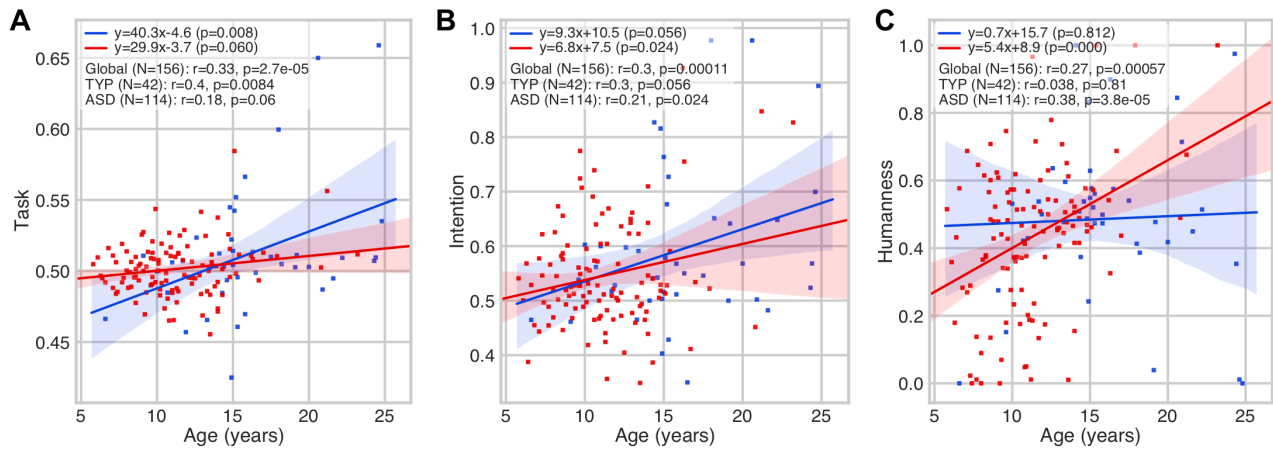 A
y=40.3x-4.6 (p=0.008)
y=29.9x-3.7 (p=0.060)
Global (N=156): r=0.33, p=2.7e-05
TYP (N=42): r=0.4, p=0.0084
ASD (N=114): r=0.18, p=0.06
Task
0.65
0.60
0.55
0.50
0.45
5 10 15 20 25
Age (years)
B
y=9.3x+10.5 (p=0.056)
y=6.8x+7.5 (p=0.024)
Global (N=156): r=0.3, p=0.00011
TYP (N=42): r=0.3, p=0.056
ASD (N=114): r=0.21, p=0.024
Intention
1.0
0.9
0.8
0.7
0.6
0.5
0.4
5 10 15 20 25
Age (years)
C
y=0.7x+15.7 (p=0.812)
y=5.4x+8.9 (p=0.000)
Global (N=156): r=0.27, p=0.00057
TYP (N=42): r=0.038, p=0.81
ASD (N=114): r=0.38, p=3.8e-05
Humanness
1.0
0.8
0.6
0.4
0.2
0.0
5 10 15 20 25
Age (years)